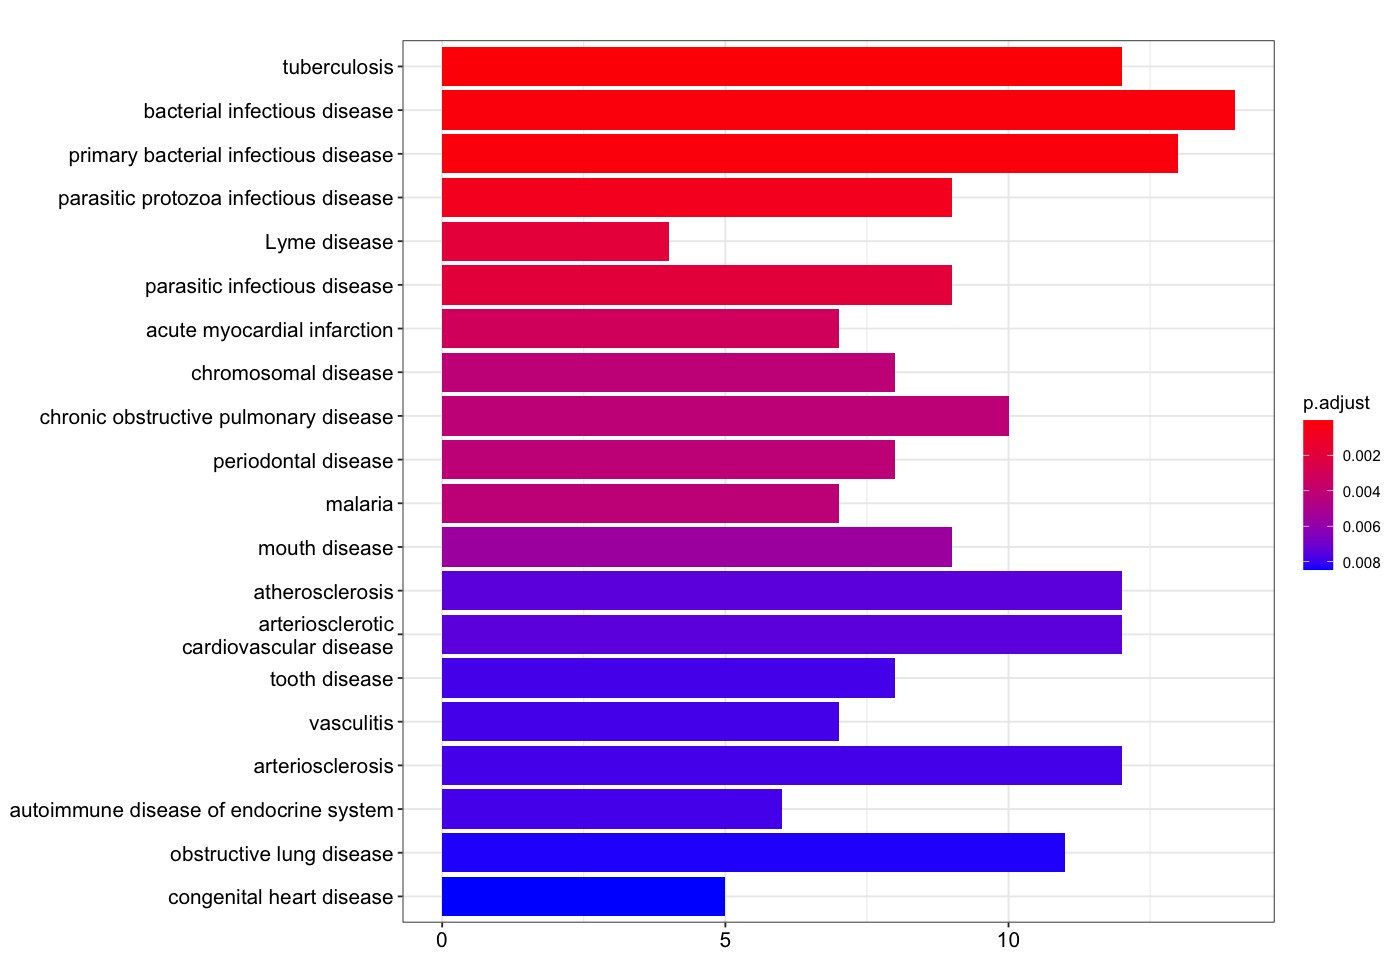 tuberculosis
bacterial infectious disease
primary bacterial infectious disease
parasitic protozoa infectious disease
Lyme disease
parasitic infectious disease
acute myocardial infarction
chromosomal disease
chronic obstructive pulmonary disease
periodontal disease
malaria
mouth disease
atherosclerosis
arteriosclerotic
cardiovascular disease
tooth disease
vasculitis
arteriosclerosis
autoimmune disease of endocrine system
obstructive lung disease
congenital heart disease
0 5 10
p.adjust
0.002
0.004
0.006
0.008